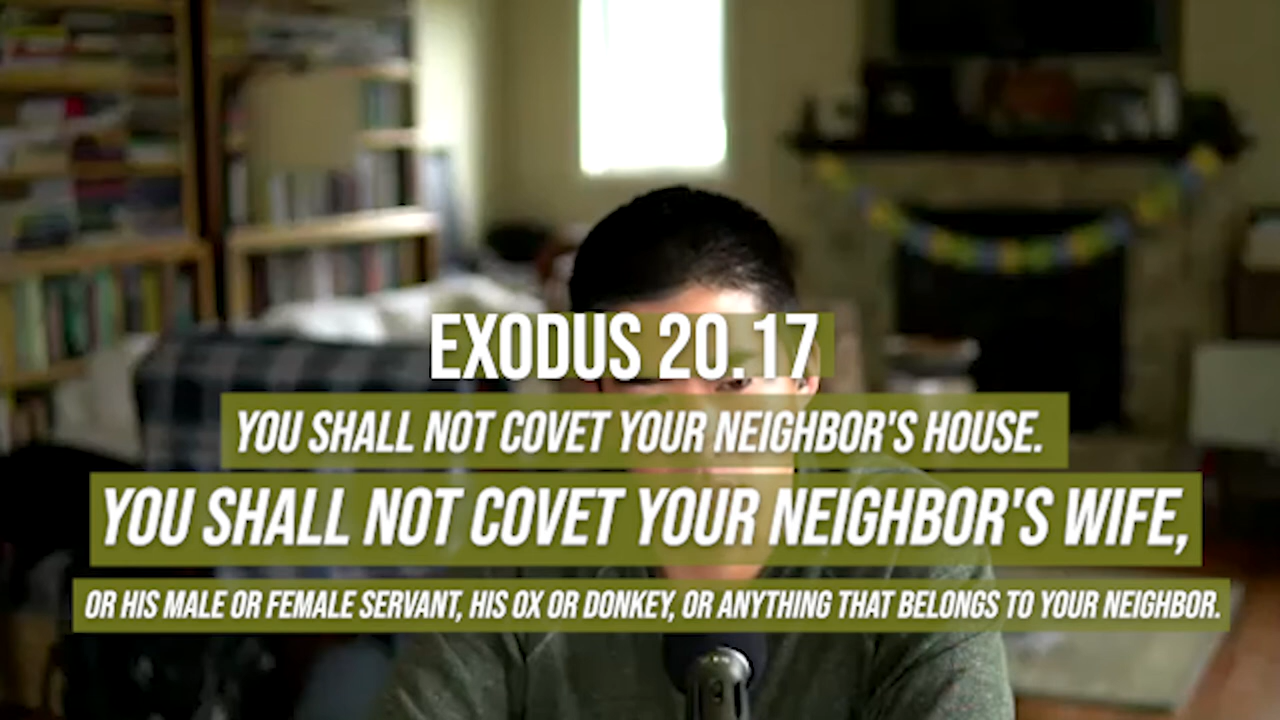 EXODUS 20.17
YOU SHALL NOT COVET YOUR NEIGHBOR'S HOUSE.
YOU SHALL NOT COVET YOUR NEIGHBOR'S WIFE,
OR HIS MALE OR FEMALE SERVANT, HIS OX OR DONKEY, OR ANYTHING THAT BELONGS TO YOUR NEIGHBOR.